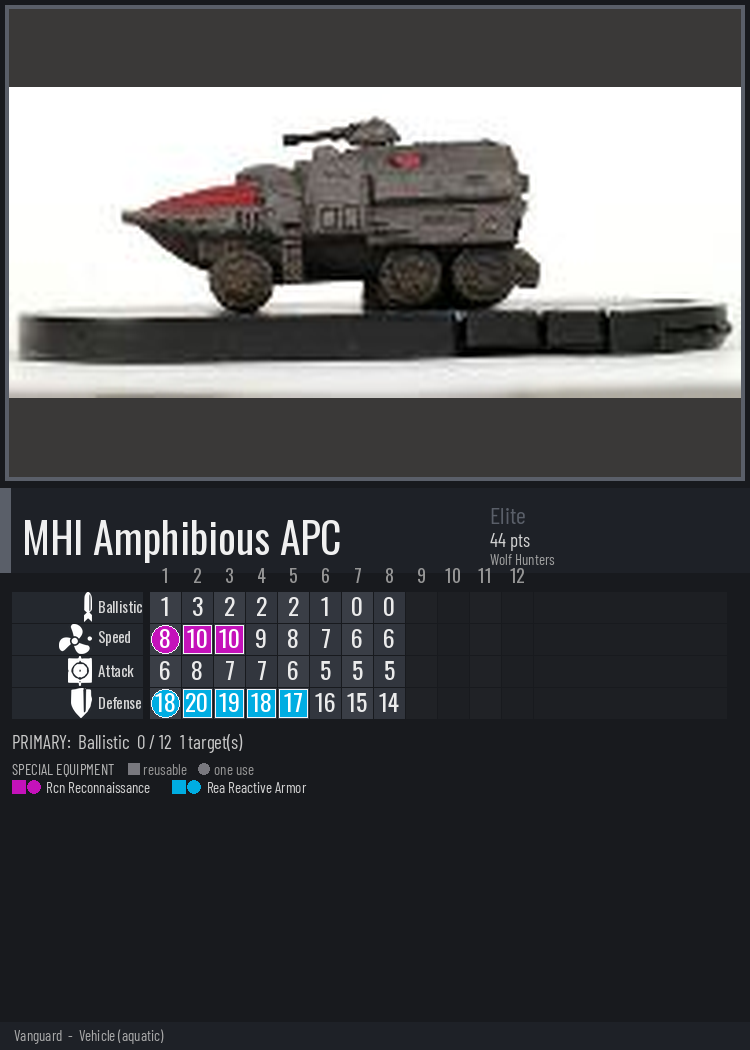 MHI Amphibious APC
Elite
44 pts
Wolf Hunters
1 2 3 4 5 6 7 8 9 10 11 12
Ballistic 1 3 2 2 2 1 0 0
Speed 8 10 10 9 8 7 6 6
Attack 6 8 7 7 6 5 5 5
Defense 18 20 19 18 17 16 15 14
PRIMARY: Ballistic 0 / 12 1 target(s)
SPECIAL EQUIPMENT reusable one use
Rcn Reconnaissance Rea Reactive Armor
Vanguard - Vehicle (aquatic)